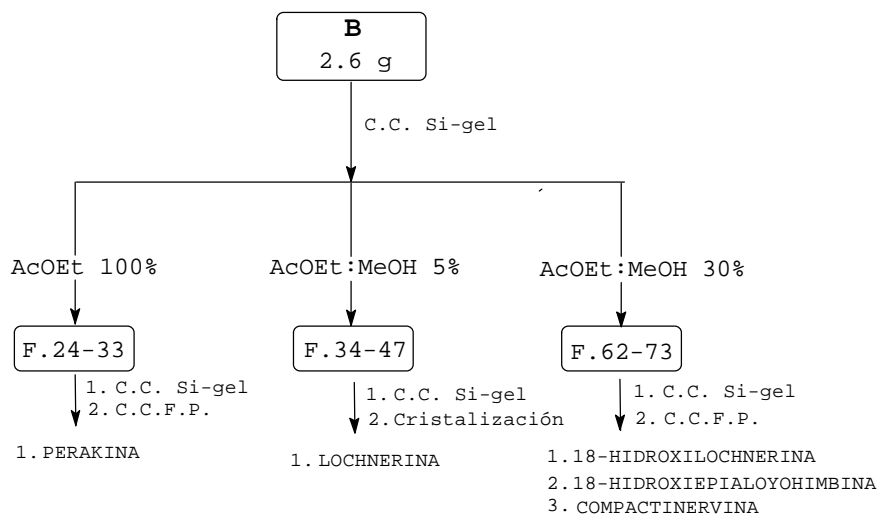 B
2.6 g
C.C. Si-gel
AcOEt 100%
AcOEt:MeOH 5%
AcOEt:MeOH 30%
F.24-33
F.34-47
F.62-73
1. C.C. Si-gel
2. C.C.F.P.
1. C.C. Si-gel
2. Cristalización
1. C.C. Si-gel
2. C.C.F.P.
1. PERAKINA
1. LOCHNERINA
1.18-HIDROXILOCHNERINA
2.18-HIDROXIEPIALOYOHIMBINA
3. COMPACTINERVINA